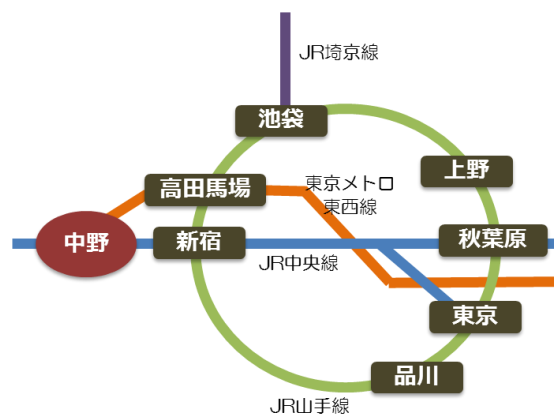 JR埼京線
池袋
上野
高田馬場
東京メトロ
東西線
中野
新宿
秋葉原
JR中央線
東京
品川
JR山手線